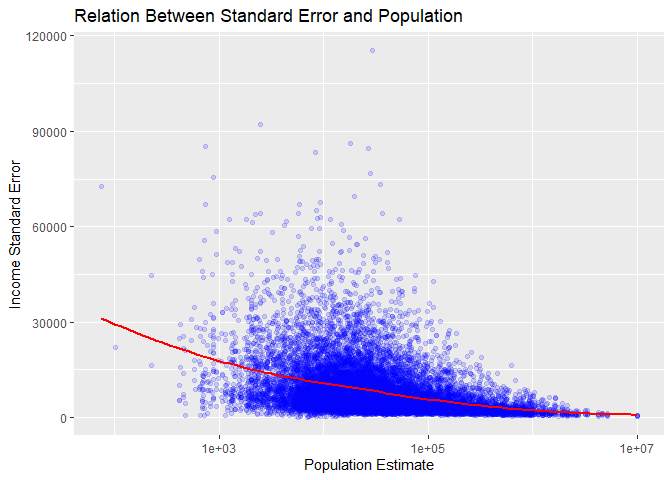 Relation Between Standard Error and Population
120000
90000
60000
30000
0
Income Standard Error
1e+03
1e+05
1e+07
Population Estimate